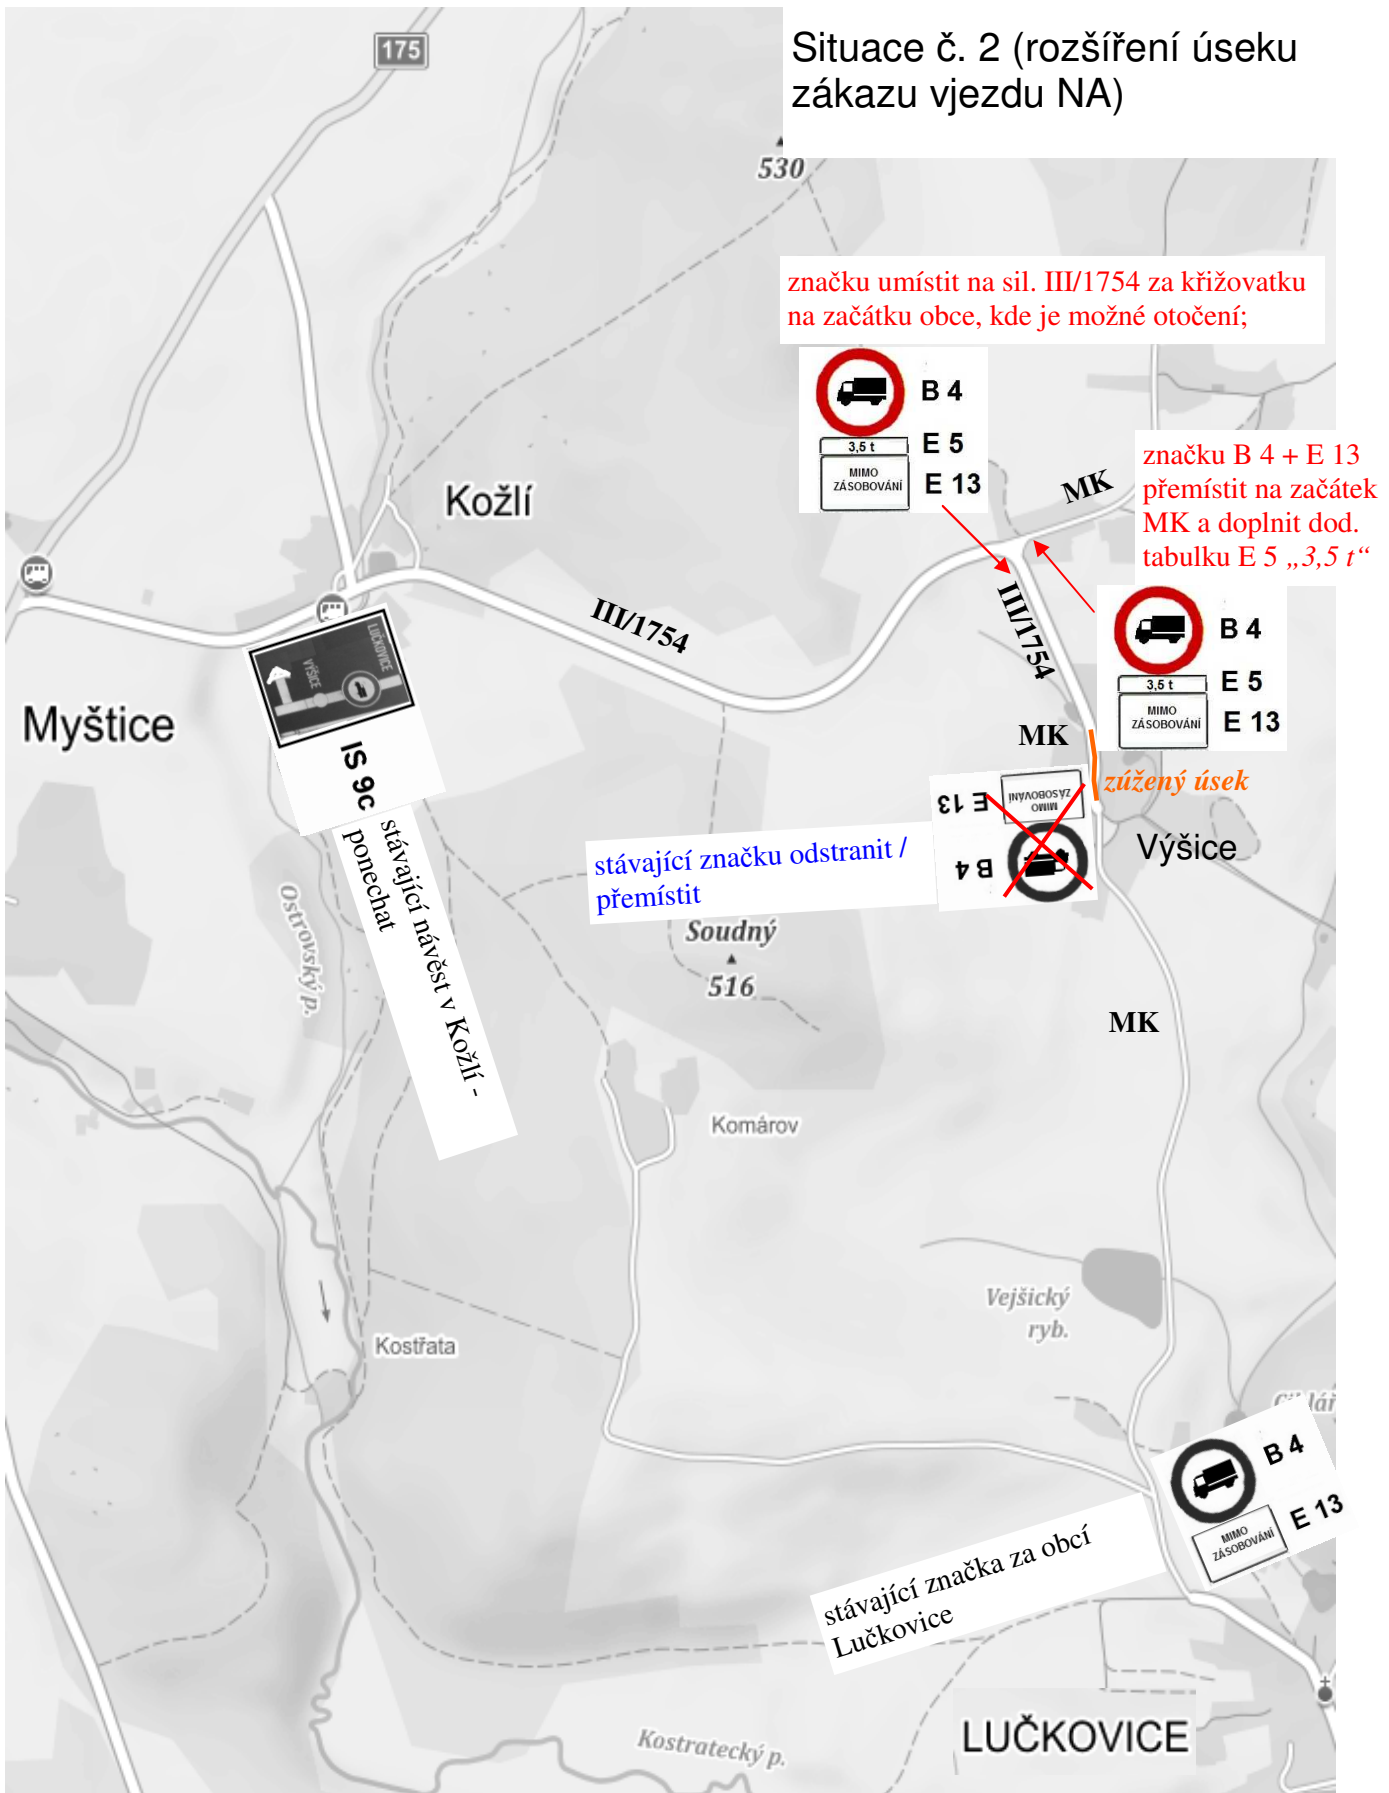 Situace č. 2 (rozšíření úseku
zákazu vjezdu NA)
175
530
značku umístit na sil. III/1754 za křižovatku
na začátku obce, kde je možné otočení;
B 4
3,5 t
E 5
MIMO
ZÁSOBOVÁNÍ
E 13
značku B 4 + E 13
přemístit na začátek
MK a doplnit dod.
tabulku E 5 „3,5 t“
MK
Kožlí
III/1754
III/1754
B 4
3,5 t
E 5
MIMO
ZÁSOBOVÁNÍ
E 13
LUČKOVICE
VÝŠICE
IS 9c
Myštice
MK
zúžený úsek
MIMO
ZÁSOBOVÁNÍ
E 13
B 4
Výšice
stávající značku odstranit /
přemístit
stávající návěst v Kožlí -
ponechat
Ostrovský p.
Soudný
516
MK
Komárov
Vejšický
ryb.
Kostřata
B 4
MIMO
ZÁSOBOVÁNÍ
E 13
stávající značka za obcí
Lučkovice
LUČKOVICE
Kostratecký p.